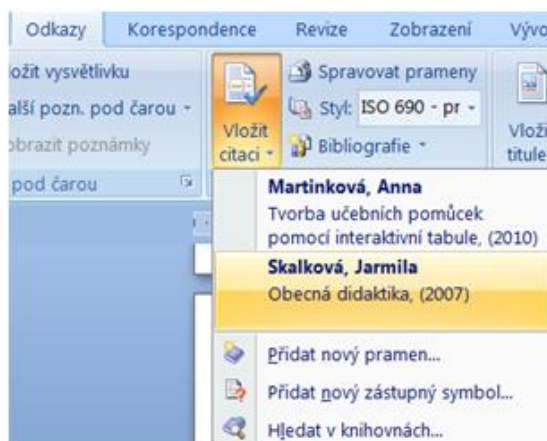 Odkazy Korespondence Revize Zobrazení Vývo
ložit vysvětlivku
alší pozn. pod čarou
obrazit poznámky
pod čarou
Vložit
citaci
Spravovat prameny
Styl: ISO 690 - pr
Bibliografie
Vloži
titule
Martinková, Anna
Tvorba učebních pomůcek
pomocí interaktivní tabule, (2010)
Skalková, Jarmila
Obecná didaktika, (2007)
Přidat nový pramen...
Přidat nový zástupný symbol...
Hledat v knihovnách...